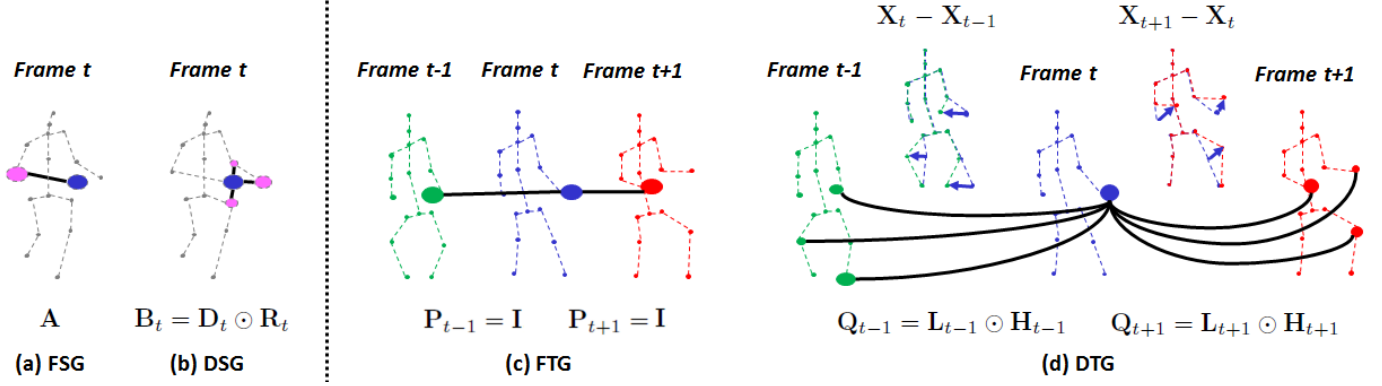 X_t − X_{t−1}
X_{t+1} − X_t
Frame t
Frame t
Frame t-1
Frame t
Frame t+1
Frame t-1
Frame t
Frame t+1
A
B_t = D_t ⊙ R_t
P_{t−1} = I
P_{t+1} = I
Q_{t−1} = L_{t−1} ⊙ H_{t−1}
Q_{t+1} = L_{t+1} ⊙ H_{t+1}
(a) FSG
(b) DSG
(c) FTG
(d) DTG